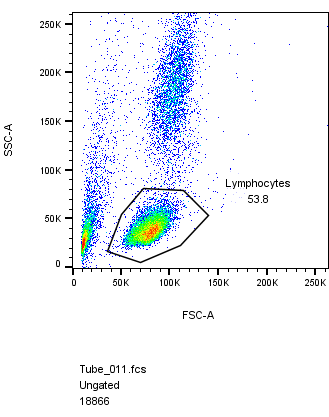 250K
200K
150K
100K
50K
0
SSC-A
Lymphocytes
53.8
0 50K 100K 150K 200K 250K
FSC-A
Tube_011.fcs
Ungated
18866